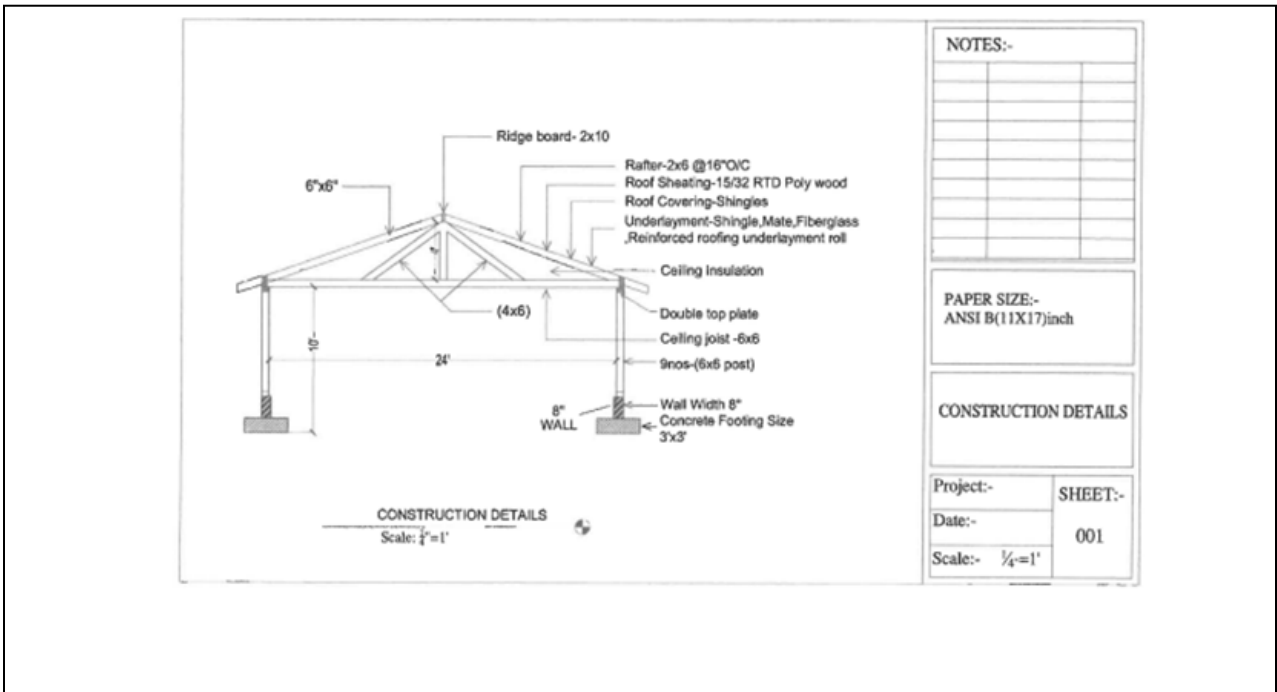 Ridge board- 2x10
Rafter-2x6 @16"O/C
6"x6"
Roof Sheating-15/32 RTD Poly wood
Roof Covering-Shingles
Underlayment-Shingle,Mate,Fiberglass
,Reinforced roofing underlayment roll
Ceiling Insulation
(4x6)
Double top plate
Ceiling joist -6x6
10'
24'
9nos-(6x6 post)
8"
WALL
Wall Width 8"
Concrete Footing Size
3'x3'
CONSTRUCTION DETAILS
Scale: ¼"=1'
NOTES:-
PAPER SIZE:-
ANSI B(11X17)inch
CONSTRUCTION DETAILS
Project:-
Date:-
Scale:- ¼-=1'
SHEET:-
001